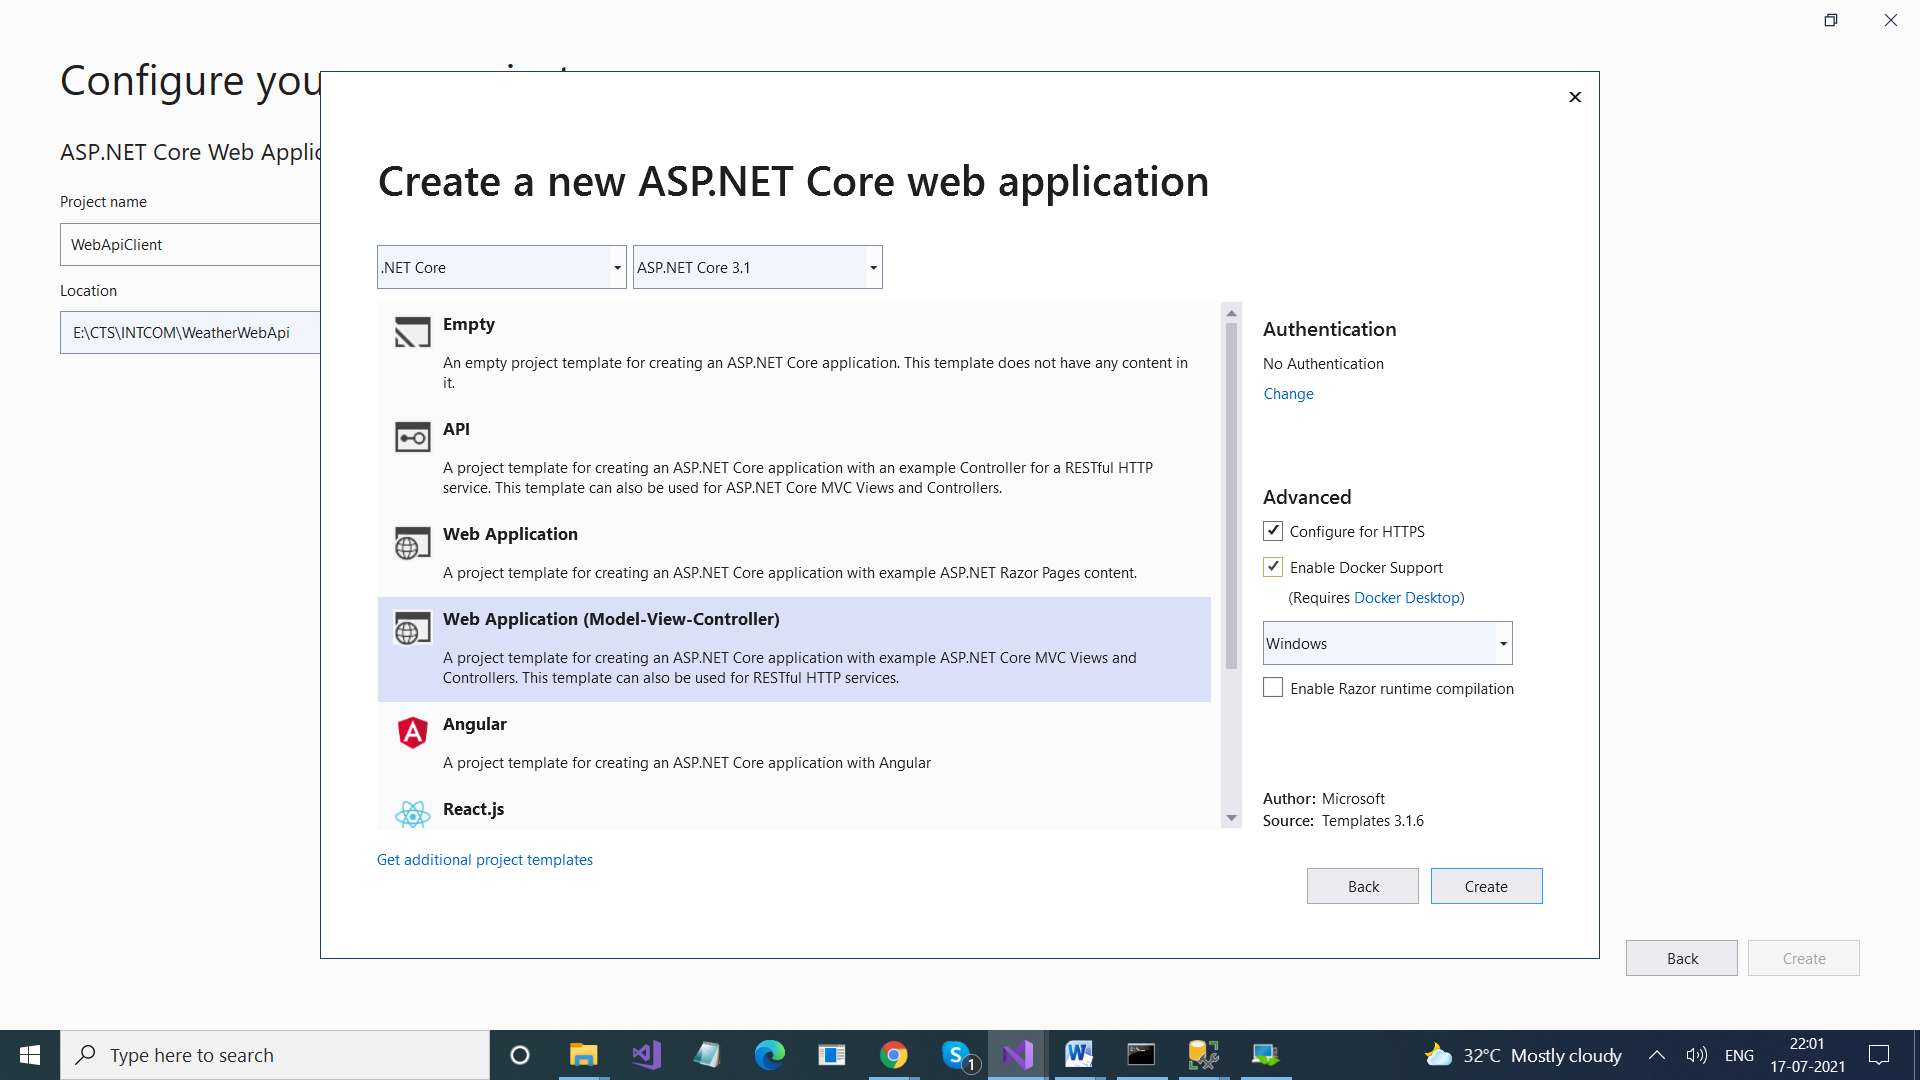 Configure you
ASP.NET Core Web Applic
Project name
WebApiClient
Location
E:\CTS\INTCOM\WeatherWebApi
Create a new ASP.NET Core web application
.NET Core
ASP.NET Core 3.1
Empty
An empty project template for creating an ASP.NET Core application. This template does not have any content in
it.
API
A project template for creating an ASP.NET Core application with an example Controller for a RESTful HTTP
service. This template can also be used for ASP.NET Core MVC Views and Controllers.
Web Application
A project template for creating an ASP.NET Core application with example ASP.NET Razor Pages content.
Web Application (Model-View-Controller)
A project template for creating an ASP.NET Core application with example ASP.NET Core MVC Views and
Controllers. This template can also be used for RESTful HTTP services.
Angular
A project template for creating an ASP.NET Core application with Angular
React.js
Get additional project templates
Authentication
No Authentication
Change
Advanced
Configure for HTTPS
Enable Docker Support
(Requires Docker Desktop)
Windows
Enable Razor runtime compilation
Author: Microsoft
Source: Templates 3.1.6
Back
Create
Back
Create
Type here to search
1
32°C Mostly cloudy
ENG
22:01
17-07-2021